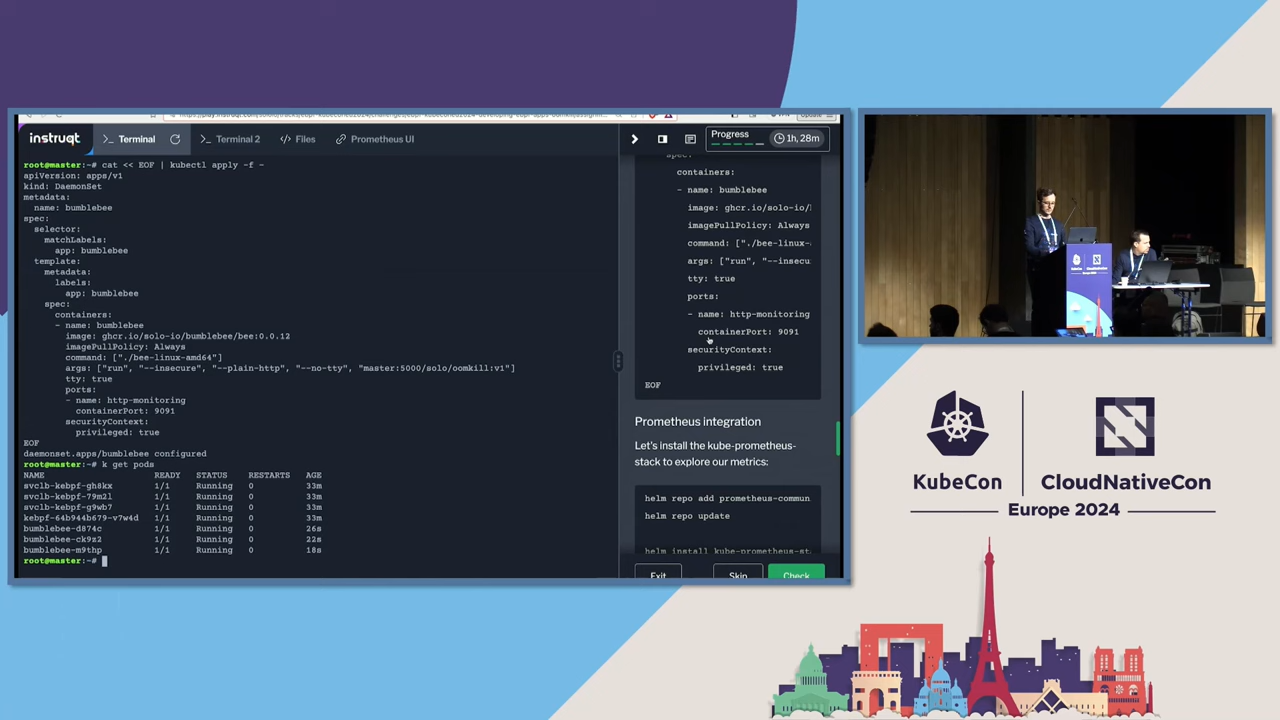 instruqt
Terminal
Terminal 2
Files
Prometheus UI
Progress
1h, 28m
root@master:~# cat << EOF | kubectl apply -f -
apiVersion: apps/v1
kind: DaemonSet
metadata:
name: bumblebee
spec:
selector:
matchLabels:
app: bumblebee
template:
metadata:
labels:
app: bumblebee
spec:
containers:
- name: bumblebee
image: ghcr.io/solo-io/bumblebee/bee:0.0.12
imagePullPolicy: Always
command: ["./bee-linux-amd64"]
args: ["run", "--insecure", "--plain-http", "--no-tty", "master:5000/solo/oomkill:v1"]
tty: true
ports:
- name: http-monitoring
containerPort: 9091
securityContext:
privileged: true
EOF
daemonset.apps/bumblebee configured
root@master:~# k get pods
NAME READY STATUS RESTARTS AGE
svclb-kebpf-gh8kx 1/1 Running 0 33m
svclb-kebpf-79m2l 1/1 Running 0 33m
svclb-kebpf-g9wb7 1/1 Running 0 33m
kebpf-64b944b679-v7w4d 1/1 Running 0 33m
bumblebee-d874c 1/1 Running 0 26s
bumblebee-ck9z2 1/1 Running 0 22s
bumblebee-m9thp 1/1 Running 0 18s
root@master:~#
spec:
containers:
- name: bumblebee
image: ghcr.io/solo-io/
imagePullPolicy: Always
command: ["./bee-linux-
args: ["run", "--insecu
tty: true
ports:
- name: http-monitoring
containerPort: 9091
securityContext:
privileged: true
EOF
Prometheus integration
Let's install the kube-prometheus-
stack to explore our metrics:
helm repo add prometheus-commun
helm repo update
helm install kube-prometheus-st
Exit
Skip
Check
KubeCon
CloudNativeCon
Europe 2024
KubeCon
CloudNativeCon
Europe 2024